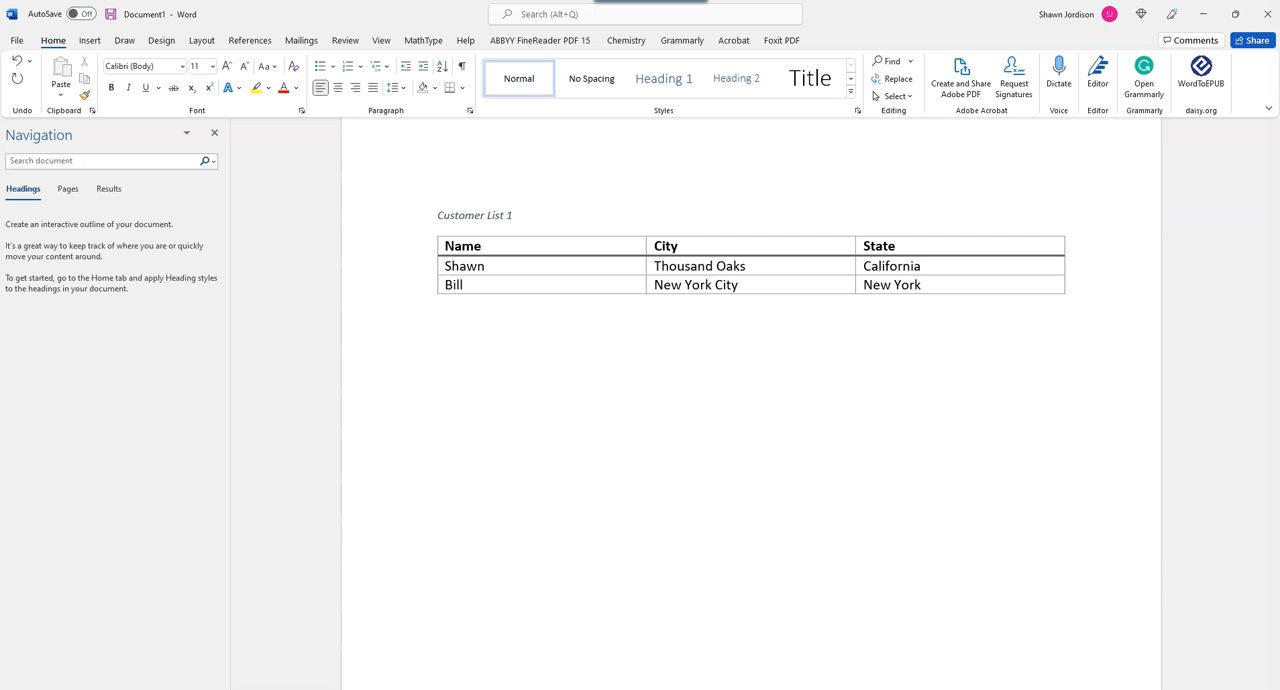 AutoSave Off Document1 - Word Search (Alt+Q) Shawn Jordison SJ
File Home Insert Draw Design Layout References Mailings Review View MathType Help ABBYY FineReader PDF 15 Chemistry Grammarly Acrobat Foxit PDF Comments Share
Paste
Calibri (Body) 11 Aa
B I U ab x₂ x² A A
Normal No Spacing Heading 1 Heading 2 Title
Find
Replace
Select
Create and Share
Adobe PDF
Request
Signatures
Dictate
Editor
Open
Grammarly
WordToEPUB
Undo Clipboard Font Paragraph Styles Editing Adobe Acrobat Voice Editor Grammarly daisy.org
Navigation
Search document
Headings Pages Results
Create an interactive outline of your document.
It's a great way to keep track of where you are or quickly
move your content around.
To get started, go to the Home tab and apply Heading styles
to the headings in your document.
Customer List 1
Name City State
Shawn Thousand Oaks California
Bill New York City New York